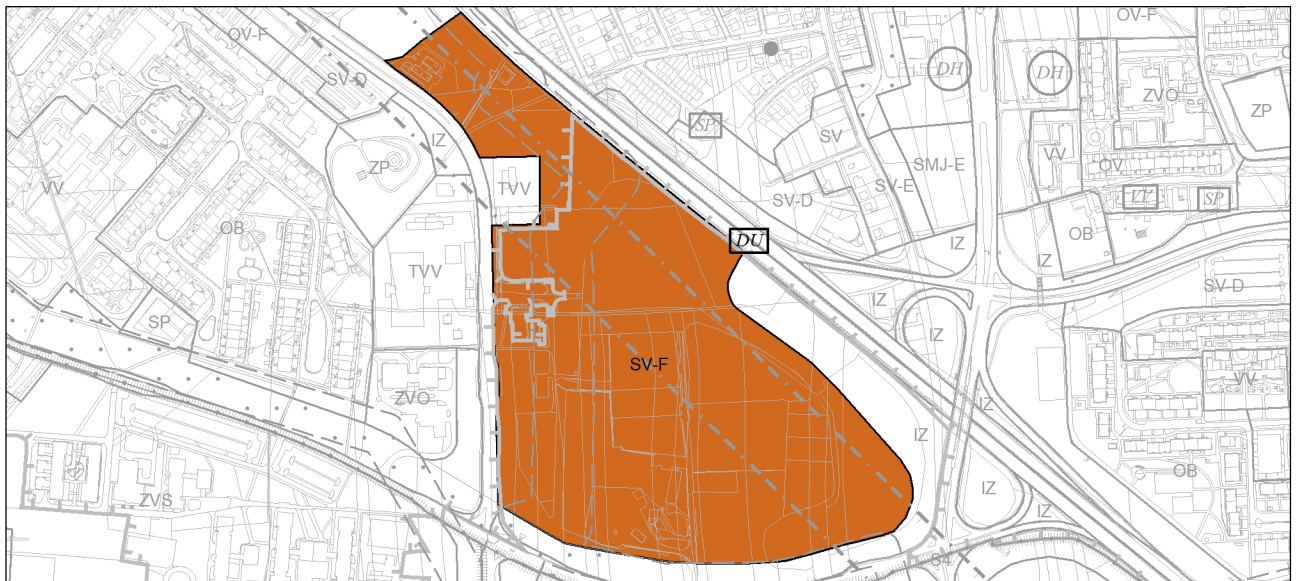 OV-F
OV-F
SV-D
DH
DH
ZVO
ZP
SP
SV
IZ
ZP
VV
OV
SMJ-E
VV
TVV
SV-E
VV
SP
SV-D
OB
OB
DU
IZ
IZ
TVV
SV-D
IZ
SP
IZ
SV-F
VV
ZVO
IZ
IZ
OB
ZVS
IZ
IZ
S4